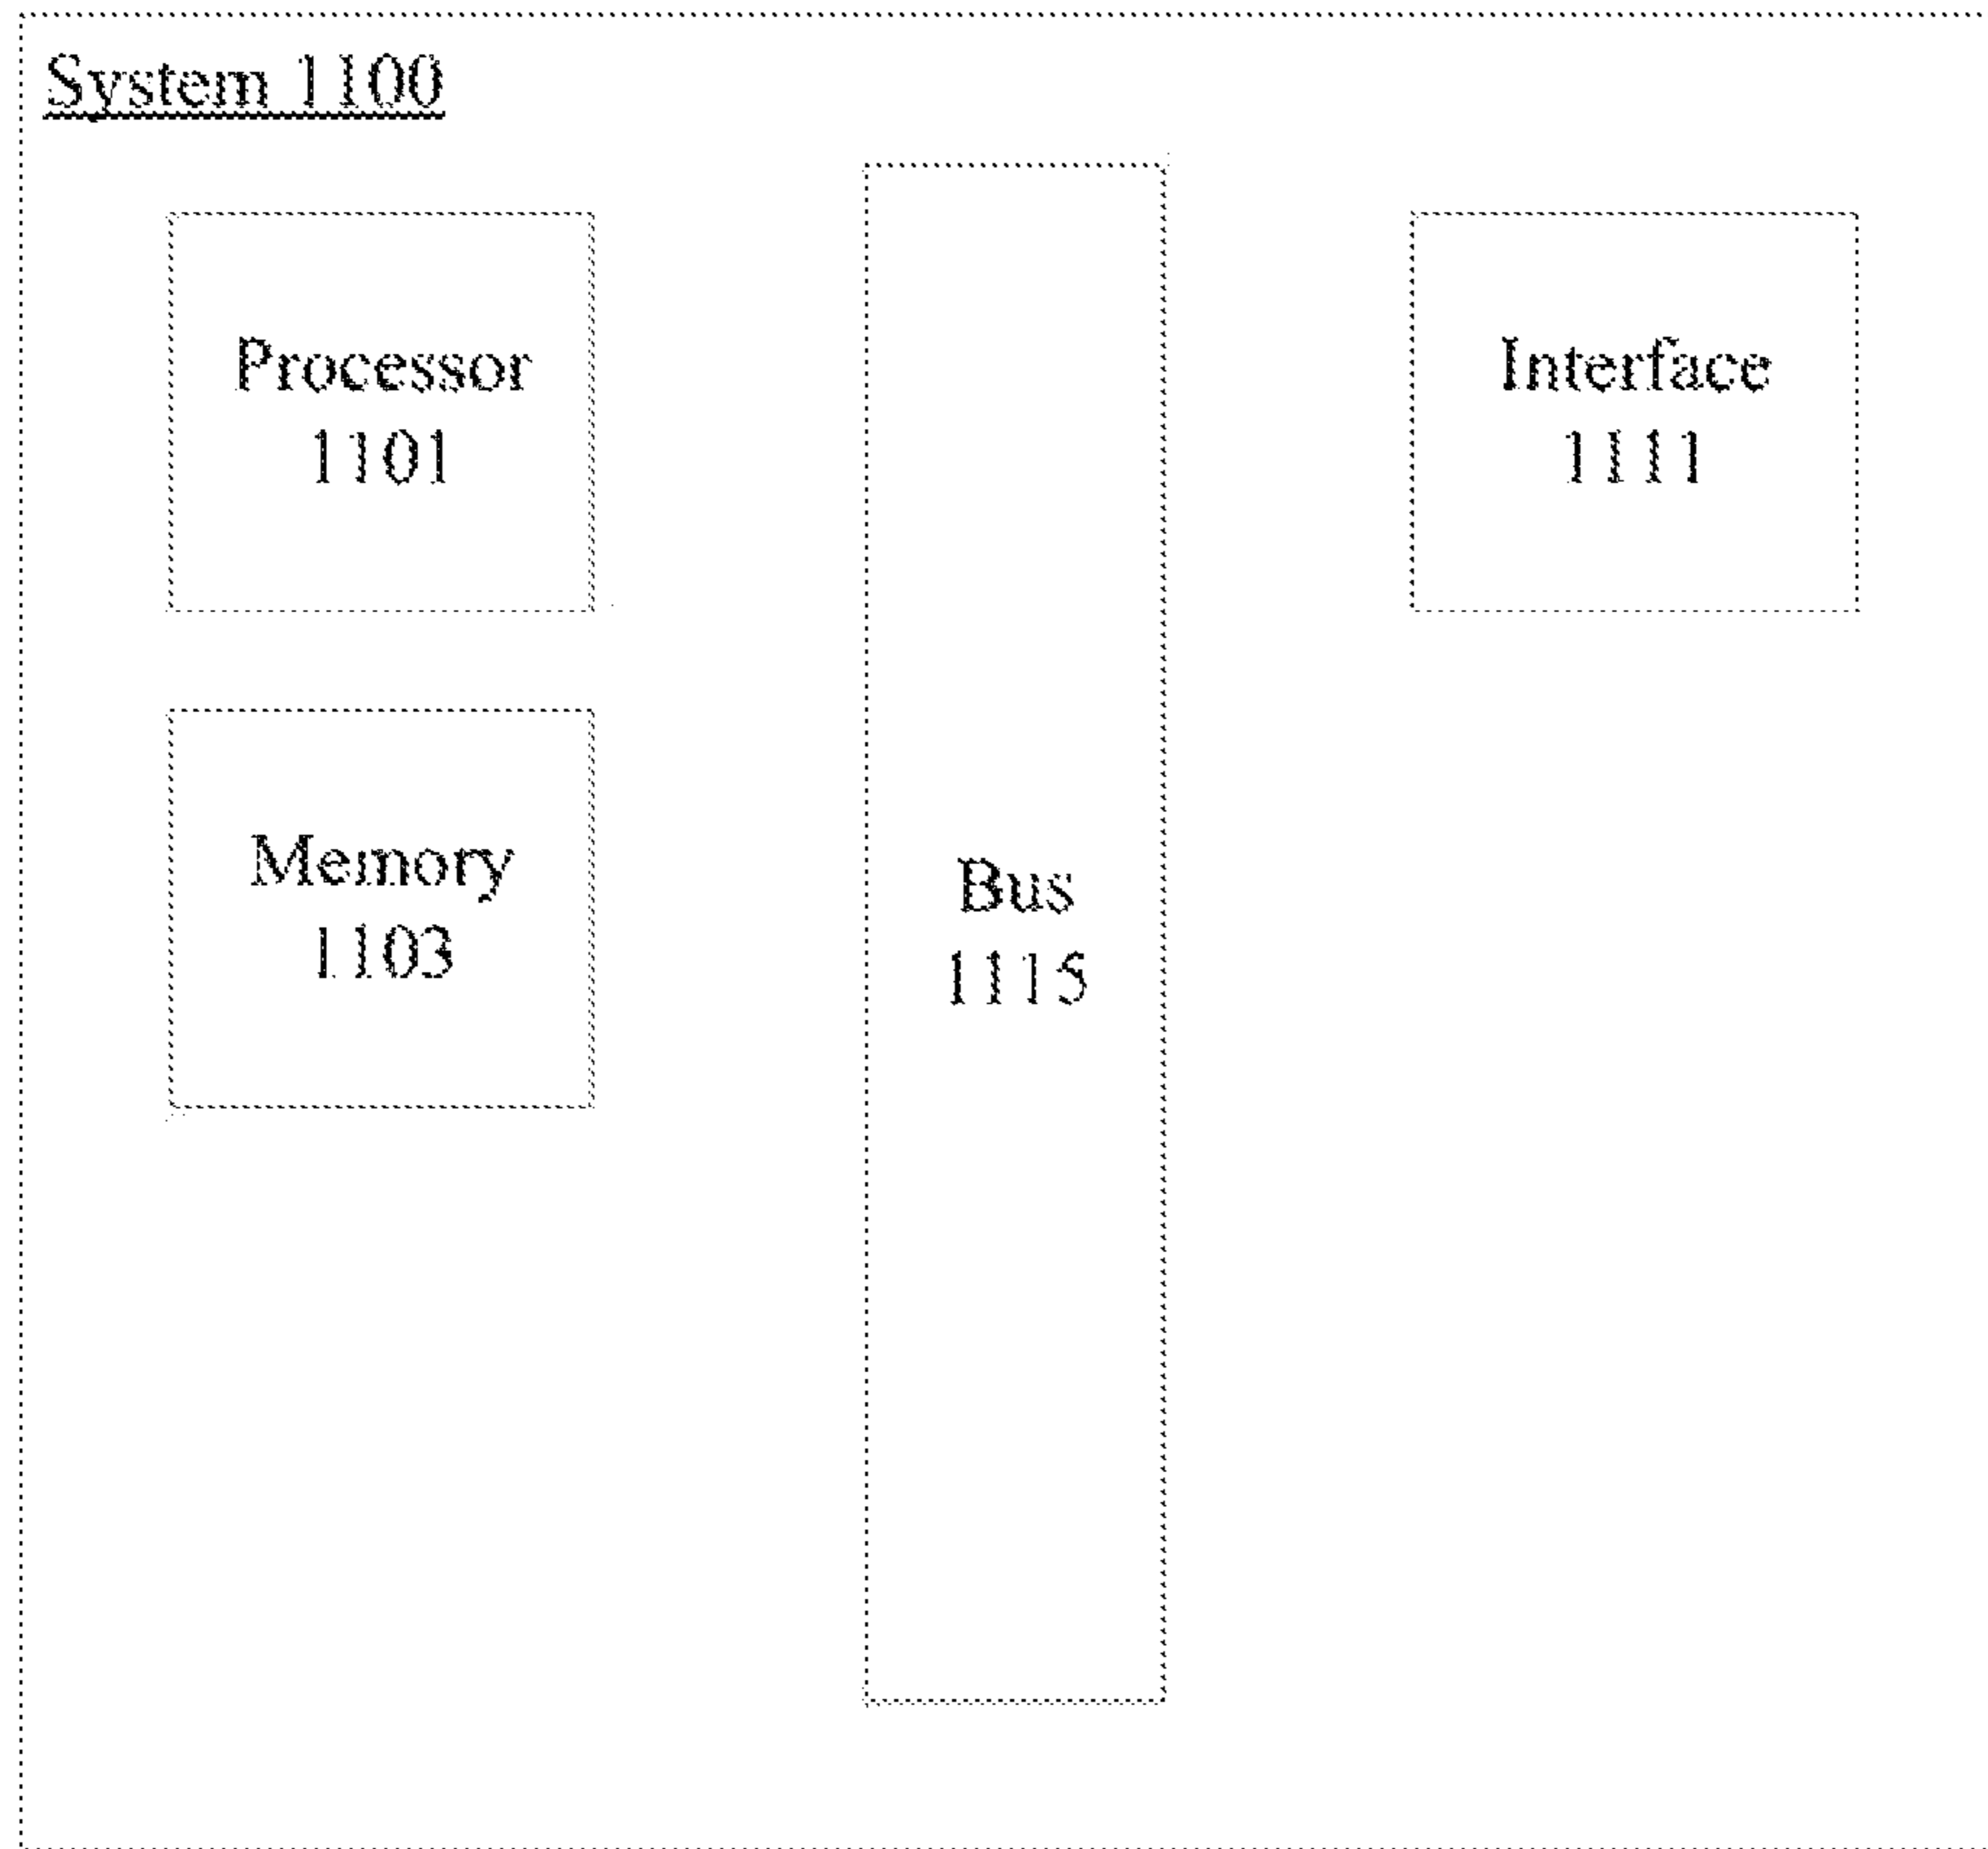 System 1100
Processor
1101
Interface
1111
Memory
1103
Bus
1115